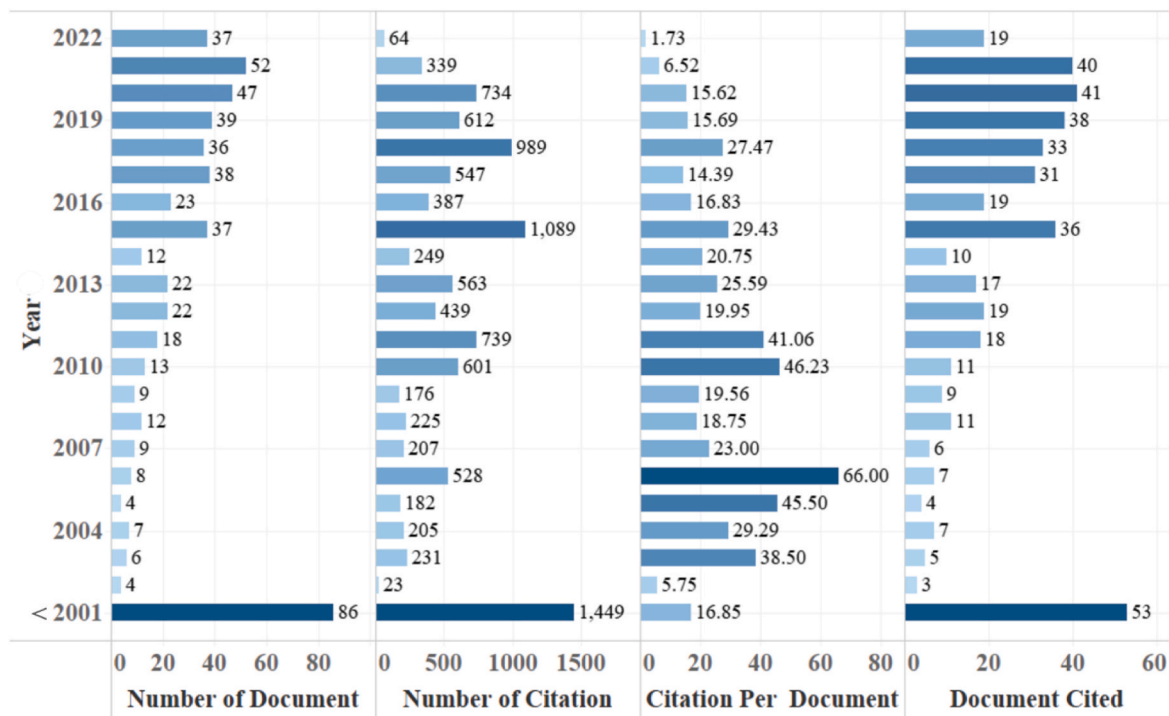 2022 37 64 1.73 19
52 339 6.52 40
47 734 15.62 41
2019 39 612 15.69 38
36 989 27.47 33
38 547 14.39 31
2016 23 387 16.83 19
37 1,089 29.43 36
12 249 20.75 10
2013 22 563 25.59 17
22 439 19.95 19
18 739 41.06 18
2010 13 601 46.23 11
9 176 19.56 9
12 225 18.75 11
2007 9 207 23.00 6
8 528 66.00 7
4 182 45.50 4
2004 7 205 29.29 7
6 231 38.50 5
4 23 5.75 3
< 2001 86 1,449 16.85 53
Year
0 20 40 60 80 0 500 1000 1500 0 20 40 60 80 20 40 60
Number of Document Number of Citation Citation Per Document Document Cited